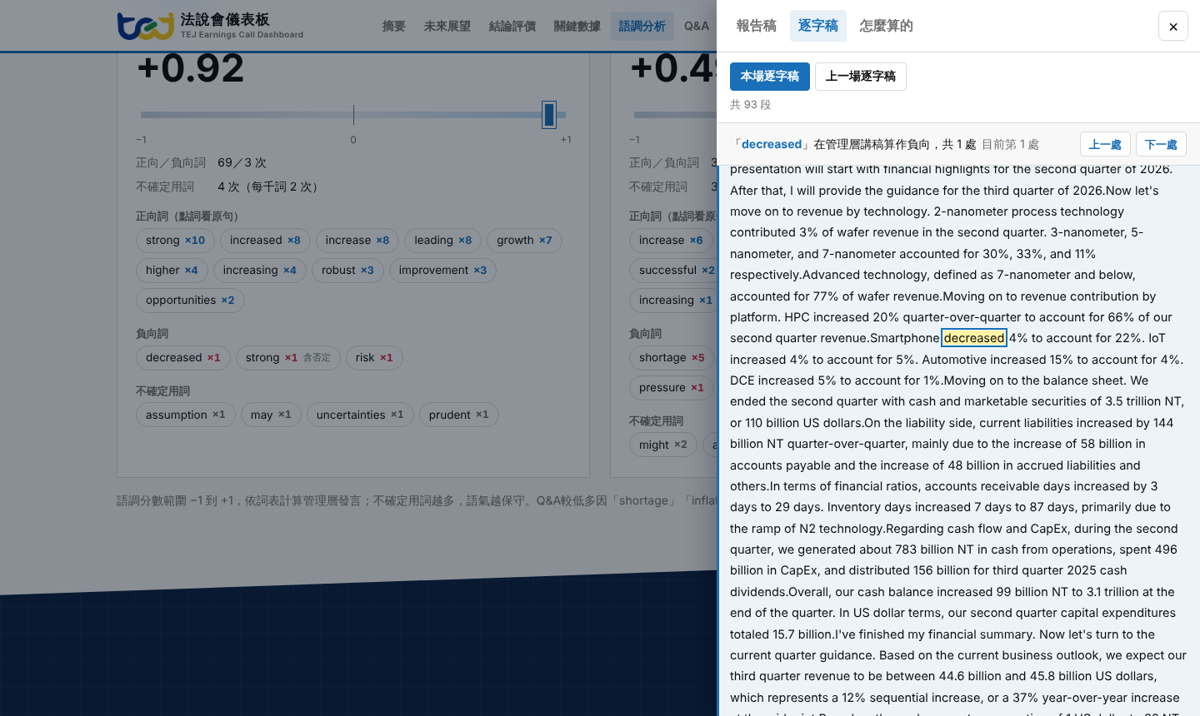 tej 法說會儀表板
TEJ Earnings Call Dashboard
摘要 未來展望 結論評價 關鍵數據 語調分析 Q&A
+0.92
−1 0 +1
正向／負向詞 69／3 次
不確定用詞 4 次（每千詞 2 次）
正向詞（點詞看原句）
strong ×10 increased ×8 increase ×8 leading ×8 growth ×7
higher ×4 increasing ×4 robust ×3 improvement ×3
opportunities ×2
負向詞
decreased ×1 strong ×1 含否定 risk ×1
不確定用詞
assumption ×1 may ×1 uncertainties ×1 prudent ×1
+0.4
−1
正向／負向詞 3
不確定用詞 3
正向詞（點詞看原
increase ×6
successful ×2
increasing ×1
負向詞
shortage ×5
pressure ×1
不確定用詞
might ×2
語調分數範圍 −1 到 +1，依詞表計算管理層發言；不確定用詞越多，語氣越保守。Q&A較低多因「shortage」「infla
報告稿 逐字稿 怎麼算的 ×
本場逐字稿 上一場逐字稿
共 93 段
「decreased」在管理層講稿算作負向，共 1 處 目前第 1 處 上一處 下一處
presentation will start with financial highlights for the second quarter of 2026.
After that, I will provide the guidance for the third quarter of 2026.Now let's
move on to revenue by technology. 2-nanometer process technology
contributed 3% of wafer revenue in the second quarter. 3-nanometer, 5-
nanometer, and 7-nanometer accounted for 30%, 33%, and 11%
respectively.Advanced technology, defined as 7-nanometer and below,
accounted for 77% of wafer revenue.Moving on to revenue contribution by
platform. HPC increased 20% quarter-over-quarter to account for 66% of our
second quarter revenue.Smartphone decreased 4% to account for 22%. IoT
increased 4% to account for 5%. Automotive increased 15% to account for 4%.
DCE increased 5% to account for 1%.Moving on to the balance sheet. We
ended the second quarter with cash and marketable securities of 3.5 trillion NT,
or 110 billion US dollars.On the liability side, current liabilities increased by 144
billion NT quarter-over-quarter, mainly due to the increase of 58 billion in
accounts payable and the increase of 48 billion in accrued liabilities and
others.In terms of financial ratios, accounts receivable days increased by 3
days to 29 days. Inventory days increased 7 days to 87 days, primarily due to
the ramp of N2 technology.Regarding cash flow and CapEx, during the second
quarter, we generated about 783 billion NT in cash from operations, spent 496
billion in CapEx, and distributed 156 billion for third quarter 2025 cash
dividends.Overall, our cash balance increased 99 billion NT to 3.1 trillion at the
end of the quarter. In US dollar terms, our second quarter capital expenditures
totaled 15.7 billion.I've finished my financial summary. Now let's turn to the
current quarter guidance. Based on the current business outlook, we expect our
third quarter revenue to be between 44.6 billion and 45.8 billion US dollars,
which represents a 12% sequential increase, or a 37% year-over-year increase